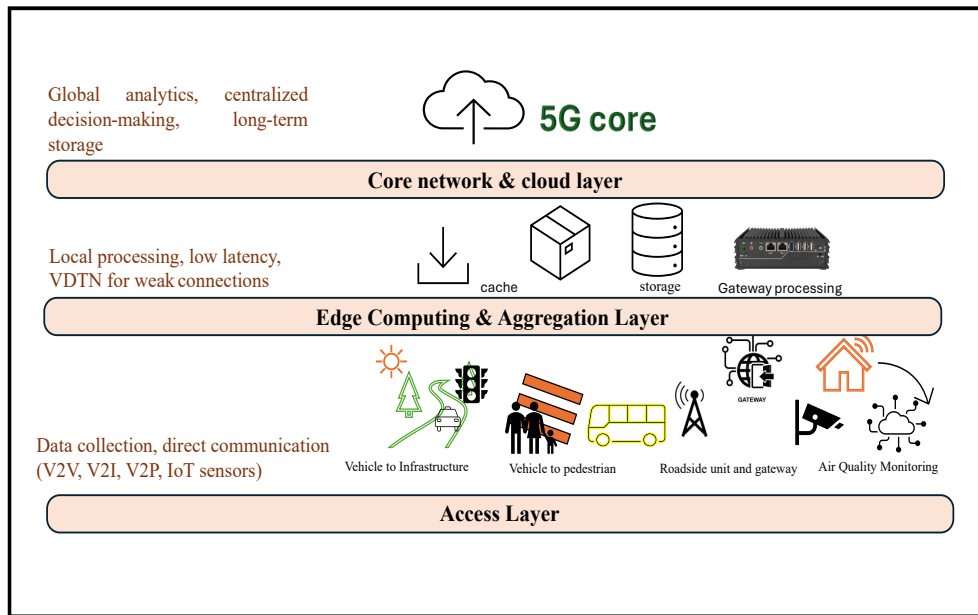 Global analytics, centralized
decision-making, long-term
storage
5G core
Core network & cloud layer
Local processing, low latency,
VDTN for weak connections
cache
storage
Gateway processing
Edge Computing & Aggregation Layer
GATEWAY
Data collection, direct communication
(V2V, V2I, V2P, IoT sensors)
Vehicle to Infrastructure
Vehicle to pedestrian
Roadside unit and gateway
Air Quality Monitoring
Access Layer